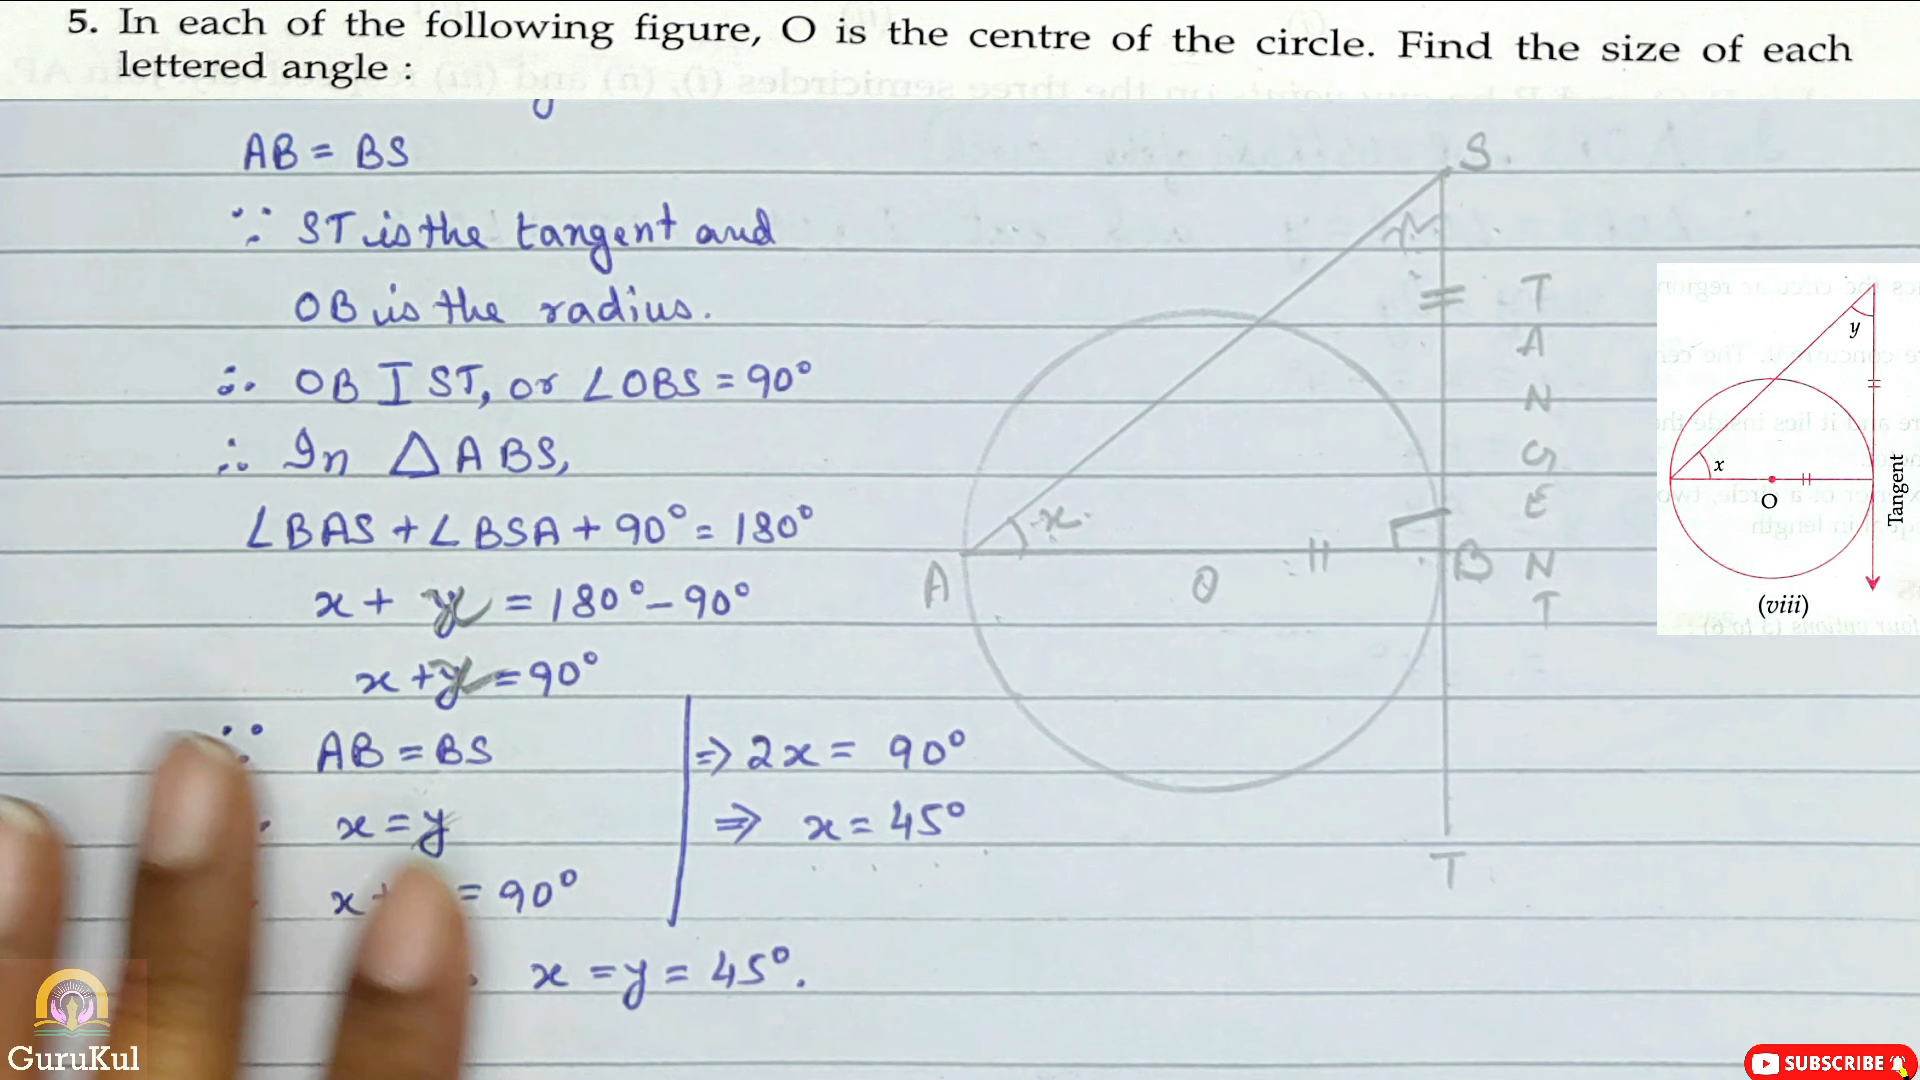 5. In each of the following figure, O is the centre of the circle. Find the size of each
lettered angle :
AB = BS
∵ ST is the tangent and
OB is the radius.
∴ OB ⊥ ST, or ∠OBS = 90°
∴ In △ABS,
∠BAS + ∠BSA + 90° = 180°
x + y = 180° - 90°
x + y = 90°
∵ AB = BS
x = y
x + = 90°
x = y = 45°.
⇒ 2x = 90°
⇒ x = 45°
S
x
A
O
B
T
TANGENT
y
x
O
Tangent
(viii)
GuruKul
SUBSCRIBE